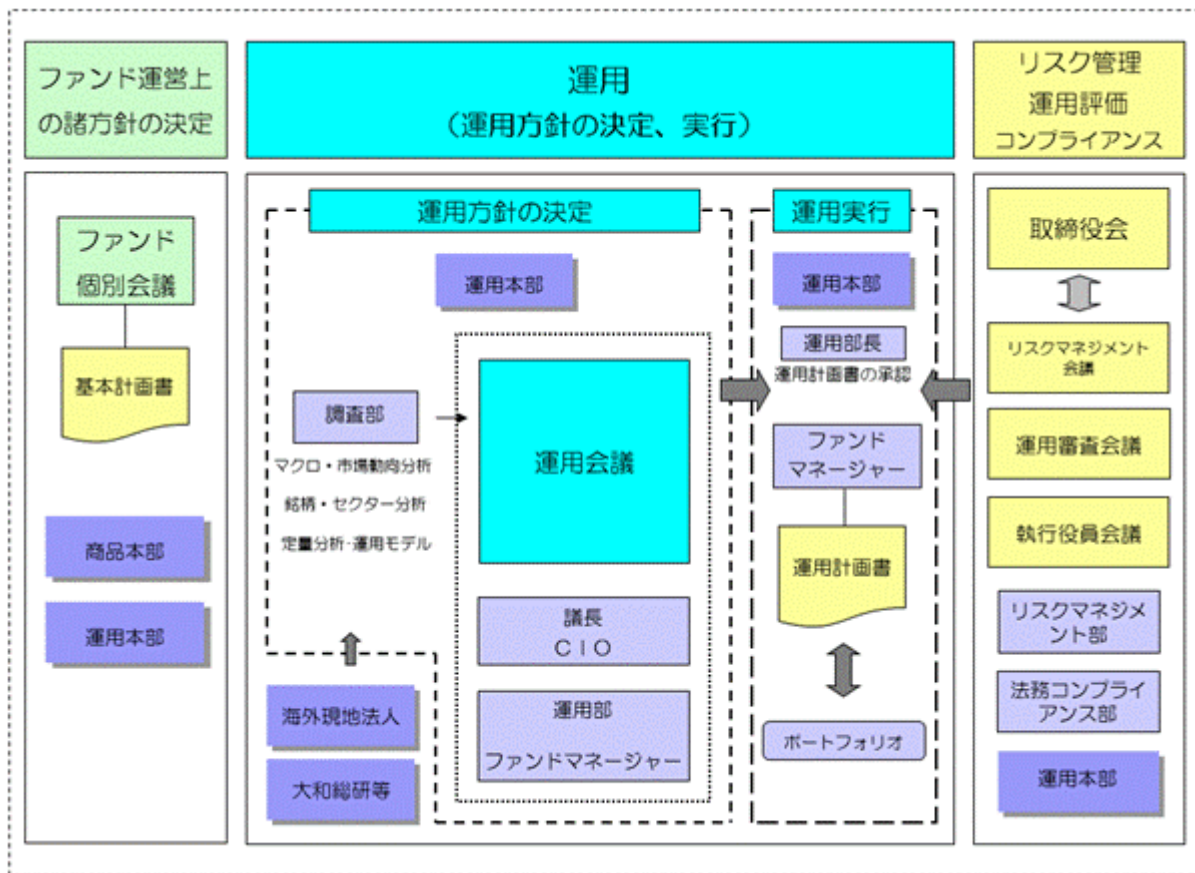 ファンド運営上
の諸方針の決定
運用
（運用方針の決定、実行）
リスク管理
運用評価
コンプライアンス
ファンド
個別会議
基本計画書
商品本部
運用本部
運用方針の決定
運用本部
調査部
マクロ・市場動向分析
銘柄・セクター分析
定量分析･運用モデル
海外現地法人
大和総研等
運用会議
議長
ＣＩＯ
運用部
ファンドマネージャー
運用実行
運用本部
運用部長
運用計画書の承認
ファンド
マネージャー
運用計画書
ポートフォリオ
取締役会
リスクマネジメント
会議
運用審査会議
執行役員会議
リスクマネジメ
ント部
法務コンプライ
アンス部
運用本部